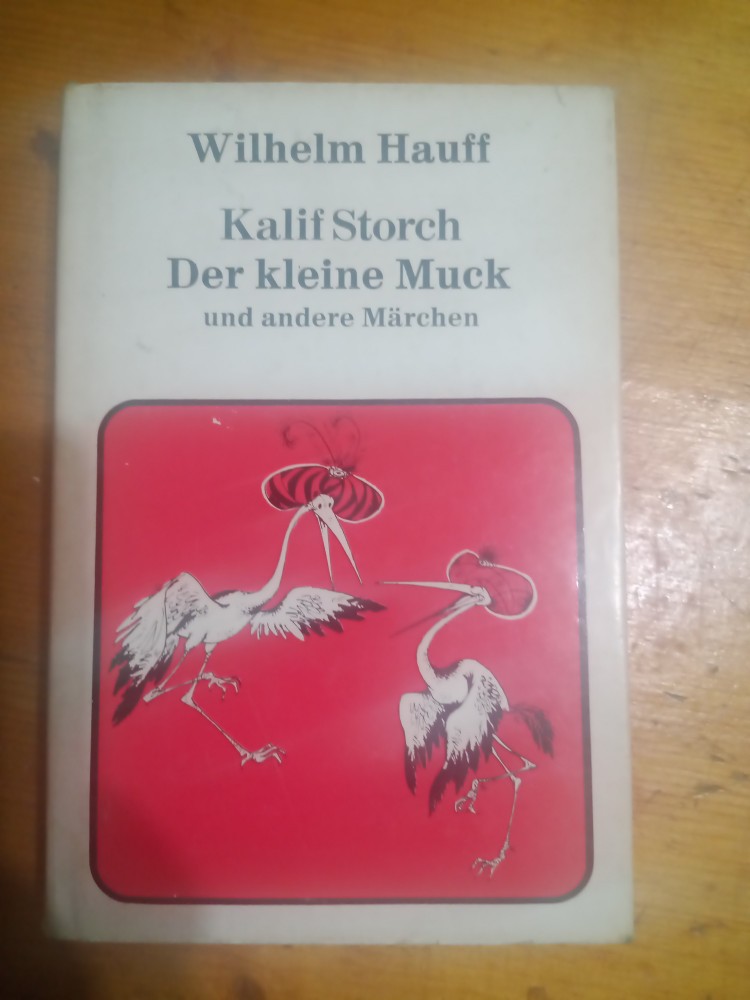 Wilhelm Hauff
Kalif Storch
Der kleine Muck
und andere Märchen